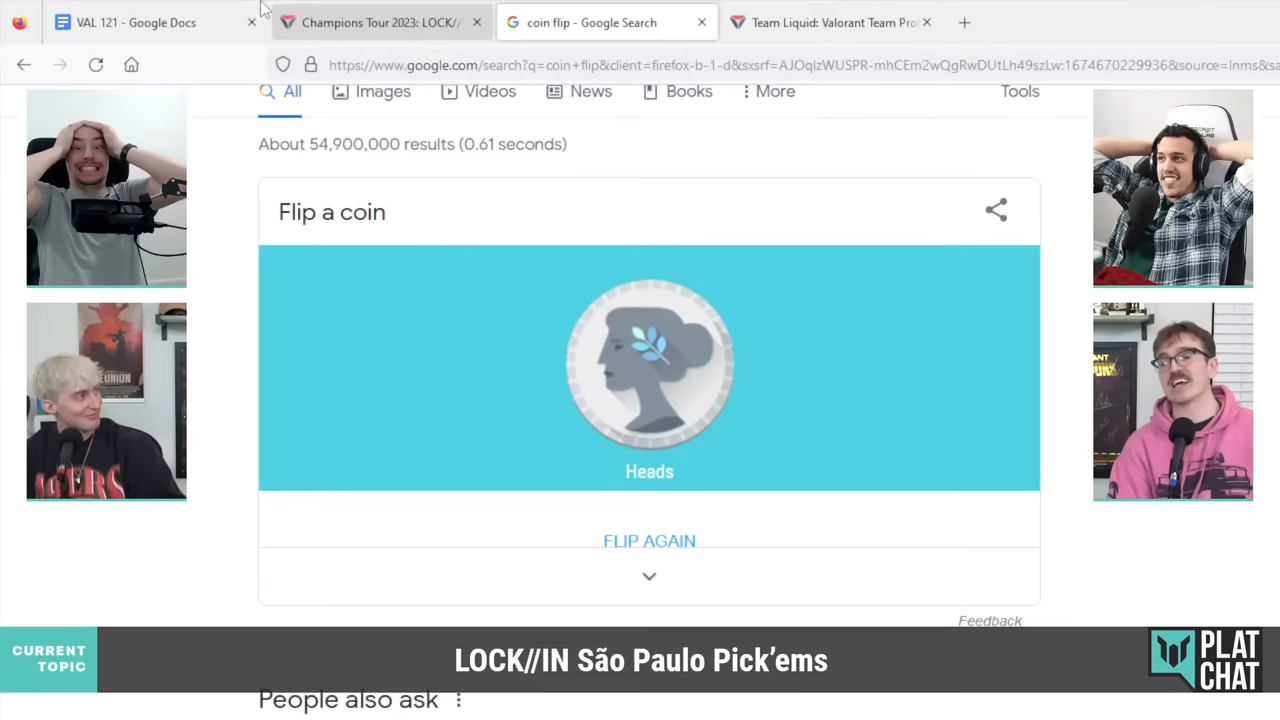 VAL 121 - Google Docs
Champions Tour 2023: LOCK//
coin flip - Google Search
Team Liquid: Valorant Team Pro
https://www.google.com/search?q=coin+flip&client=firefox-b-1-d&sxsrf=AJOqlzWUSPR-mhCEm2wQgRwDUtLh49szLw:1674670229936&source=lnms&sa
All
Images
Videos
News
Books
More
Tools
About 54,900,000 results (0.61 seconds)
Flip a coin
Heads
FLIP AGAIN
Feedback
CURRENT
TOPIC
LOCK//IN São Paulo Pick'ems
PLAT
CHAT
People also ask